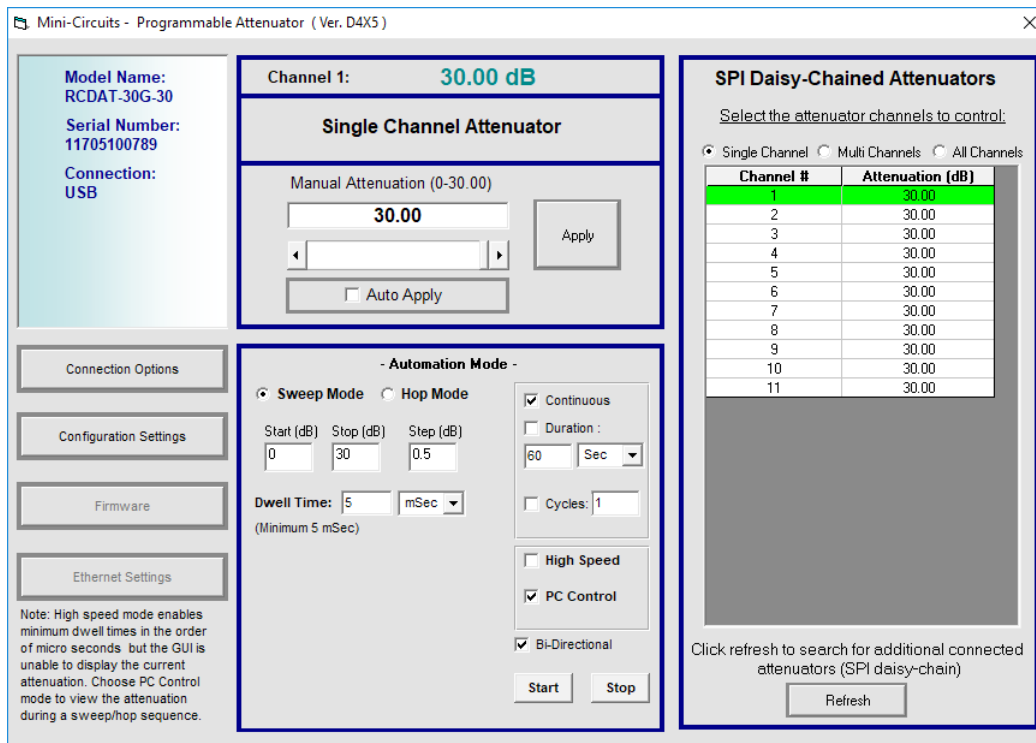 Mini-Circuits - Programmable Attenuator ( Ver. D4X5 )
Model Name:
RCDAT-30G-30
Serial Number:
11705100789
Connection:
USB
Connection Options
Configuration Settings
Firmware
Ethernet Settings
Note: High speed mode enables
minimum dwell times in the order
of micro seconds but the GUI is
unable to display the current
attenuation. Choose PC Control
mode to view the attenuation
during a sweep/hop sequence.
Channel 1: 30.00 dB
Single Channel Attenuator
Manual Attenuation (0-30.00)
30.00
Apply
Auto Apply
- Automation Mode -
Sweep Mode Hop Mode
Start (dB) Stop (dB) Step (dB)
0 30 0.5
Dwell Time: 5 mSec
(Minimum 5 mSec)
Continuous
Duration :
60 Sec
Cycles: 1
High Speed
PC Control
Bi-Directional
Start Stop
SPI Daisy-Chained Attenuators
Select the attenuator channels to control:
Single Channel Multi Channels All Channels
Channel # Attenuation (dB)
1 30.00
2 30.00
3 30.00
4 30.00
5 30.00
6 30.00
7 30.00
8 30.00
9 30.00
10 30.00
11 30.00
Click refresh to search for additional connected
attenuators (SPI daisy-chain)
Refresh